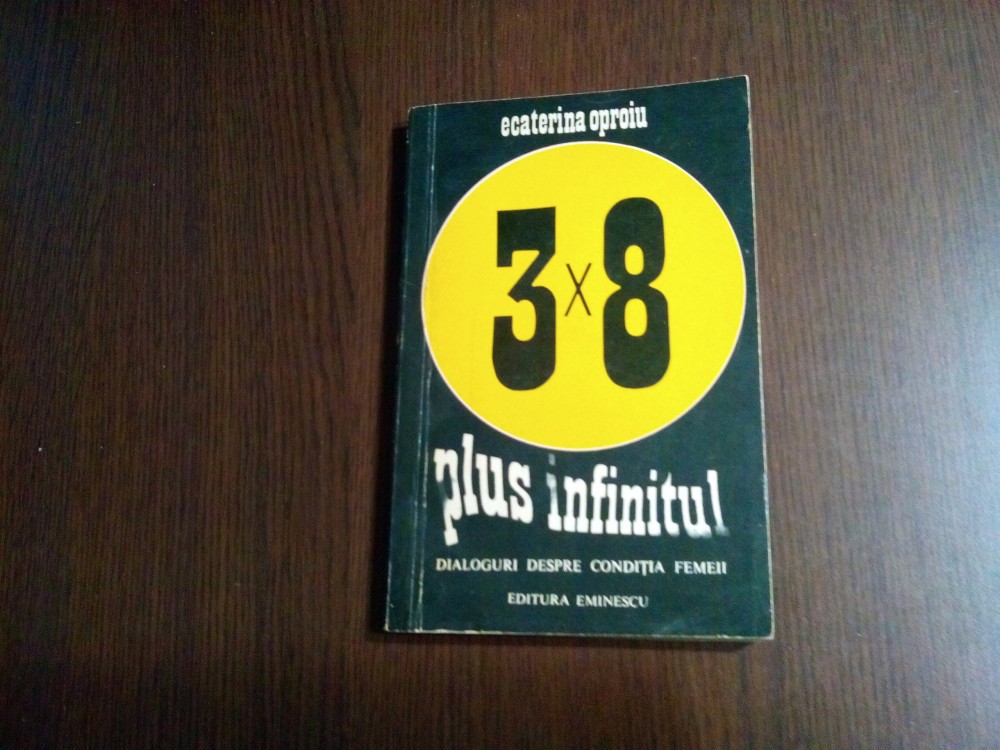 ecaterina oproiu
3x8
plus infinitul
DIALOGURI DESPRE CONDIȚIA FEMEII
EDITURA EMINESCU